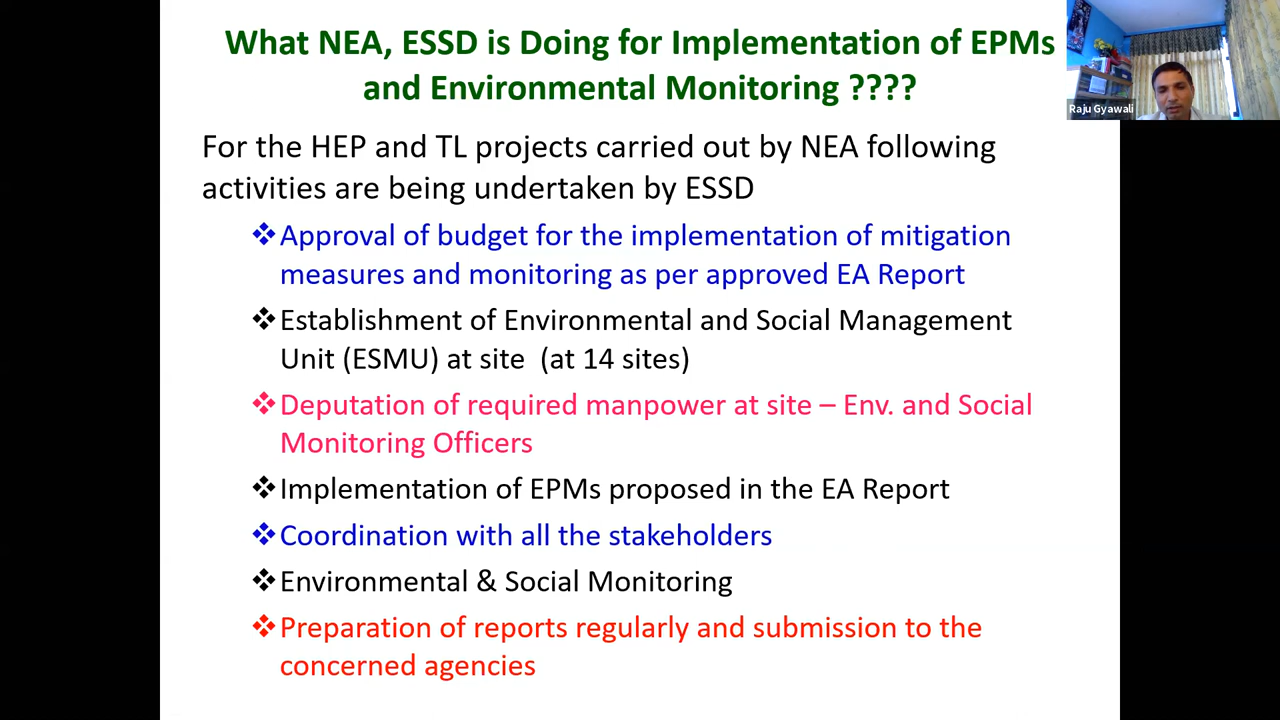 What NEA, ESSD is Doing for Implementation of EPMs
and Environmental Monitoring ????
Raju Gyawali
For the HEP and TL projects carried out by NEA following
activities are being undertaken by ESSD
❖Approval of budget for the implementation of mitigation
measures and monitoring as per approved EA Report
❖Establishment of Environmental and Social Management
Unit (ESMU) at site (at 14 sites)
❖Deputation of required manpower at site – Env. and Social
Monitoring Officers
❖Implementation of EPMs proposed in the EA Report
❖Coordination with all the stakeholders
❖Environmental & Social Monitoring
❖Preparation of reports regularly and submission to the
concerned agencies